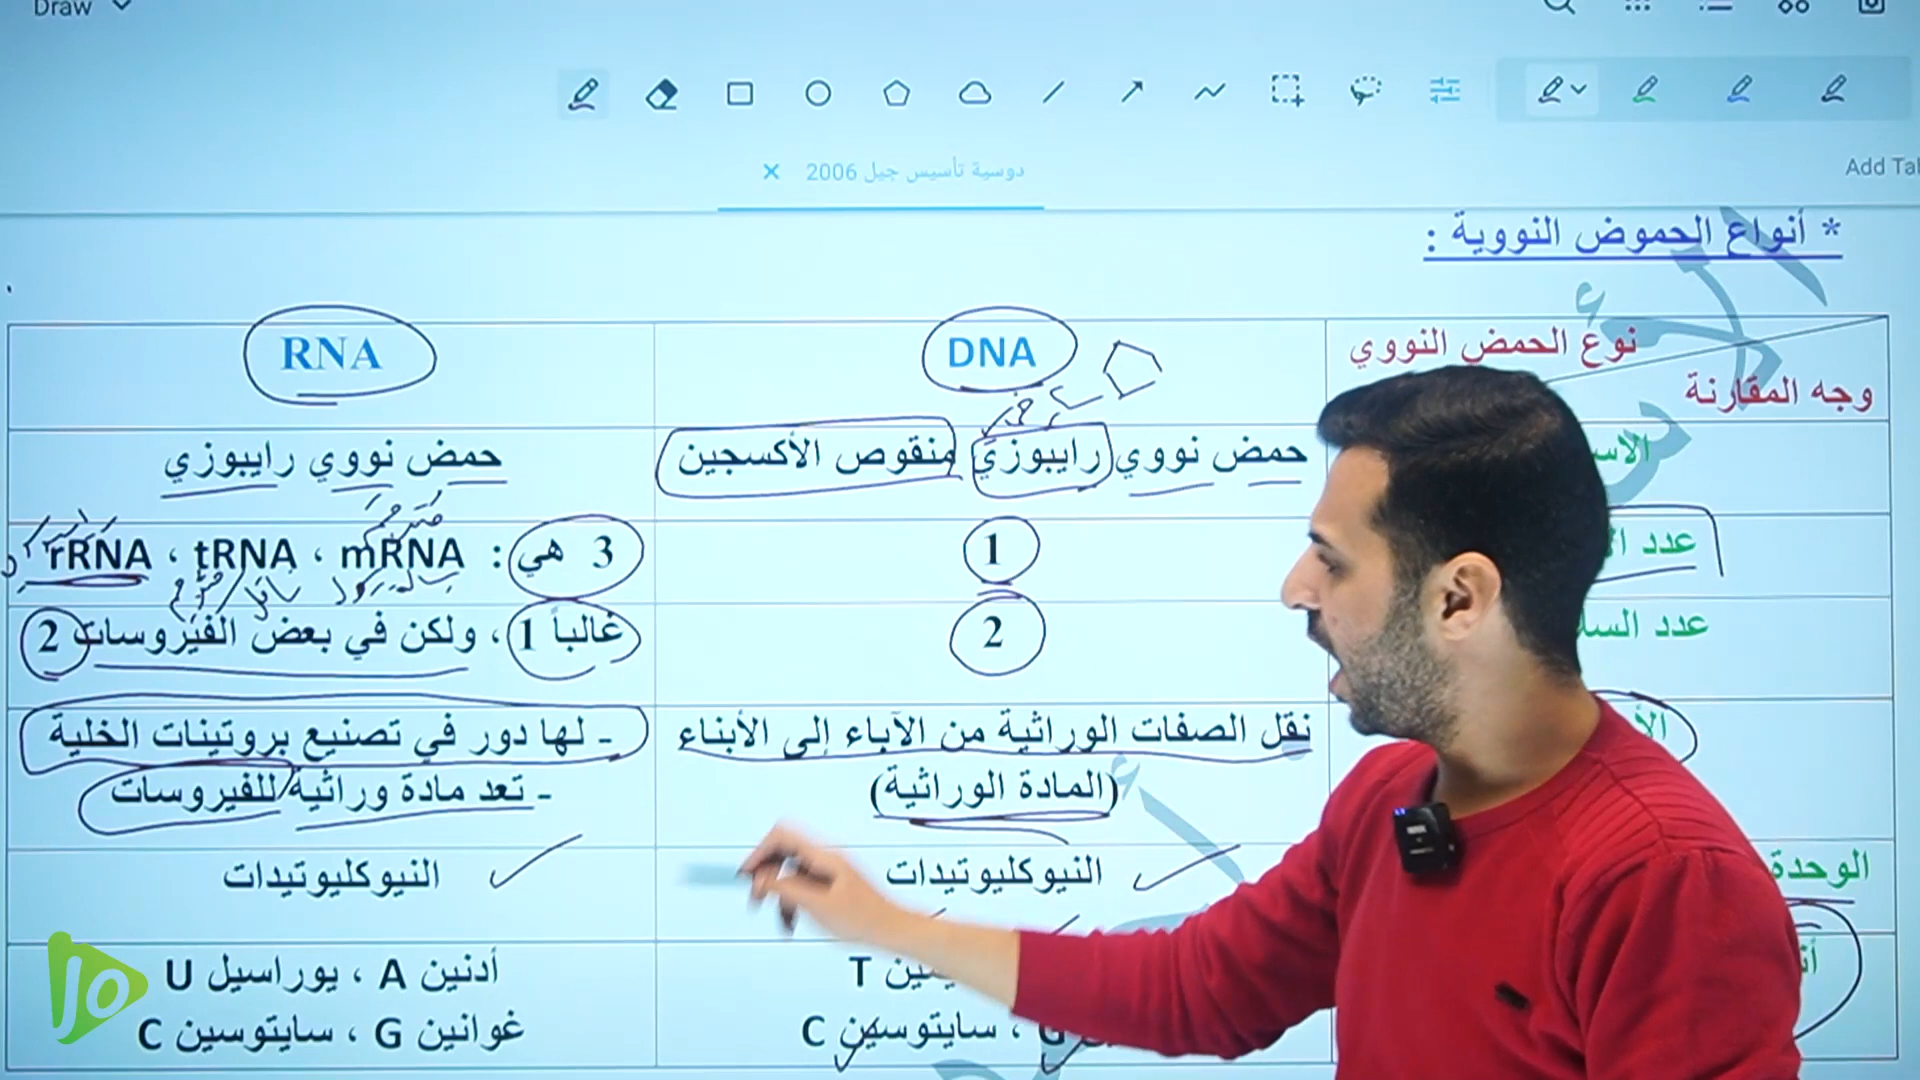 Draw
دوسية تأسيس جيل 2006
Add Tab
* أنواع الحموض النووية :
نوع الحمض النووي
وجه المقارنة
DNA
RNA
حمض نووي رايبوزي منقوص الأكسجين
حمض نووي رايبوزي
عدد
1
3 هي : mRNA ، tRNA ، rRNA
عدد
2
غالباً 1 ، ولكن في بعض الفيروسات 2
نقل الصفات الوراثية من الآباء إلى الأبناء
(المادة الوراثية)
- لها دور في تصنيع بروتينات الخلية
- تعد مادة وراثية للفيروسات
الوحدة
النيوكليوتيدات
النيوكليوتيدات
T
G ، سايتوسين C
أدنين A ، يوراسيل U
غوانين G ، سايتوسين C
Jo